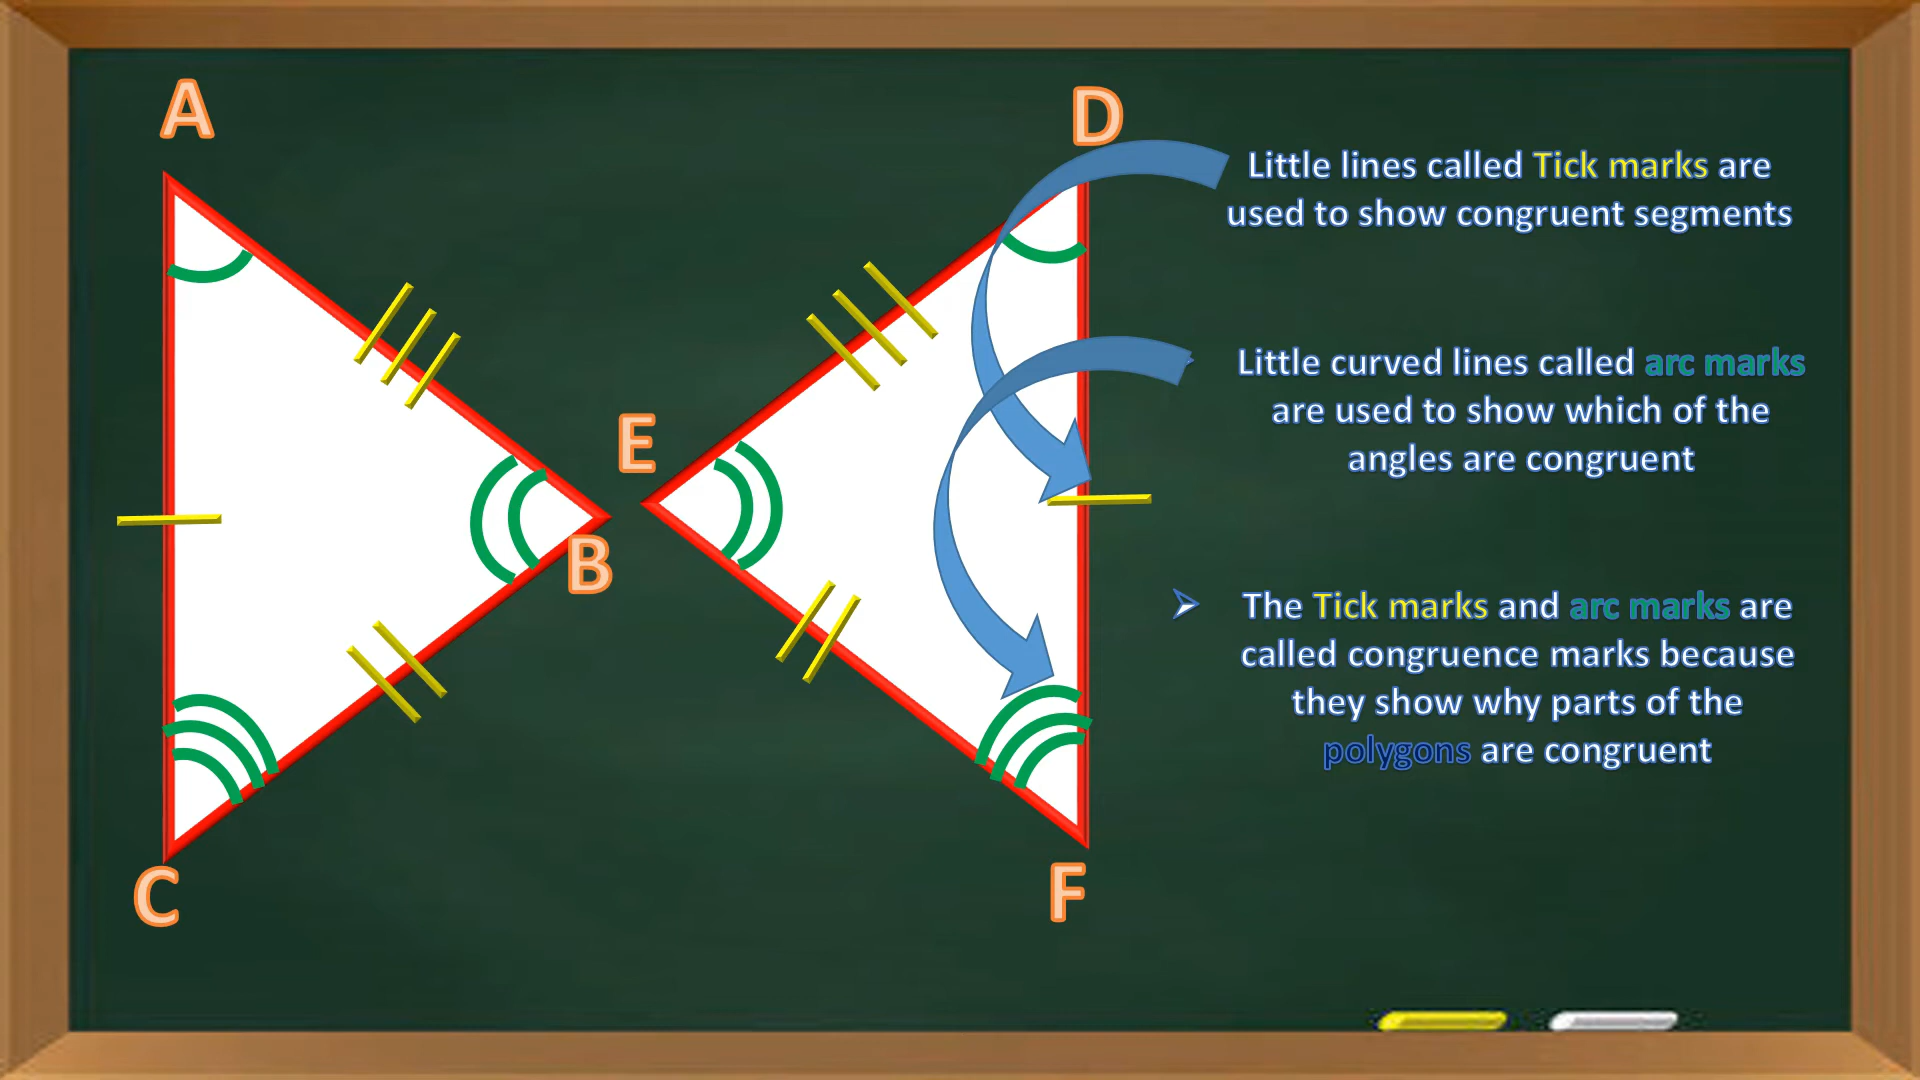 A
D
Little lines called Tick marks are
used to show congruent segments
Little curved lines called arc marks
are used to show which of the
angles are congruent
E
B
The Tick marks and arc marks are
called congruence marks because
they show why parts of the
polygons are congruent
C
F